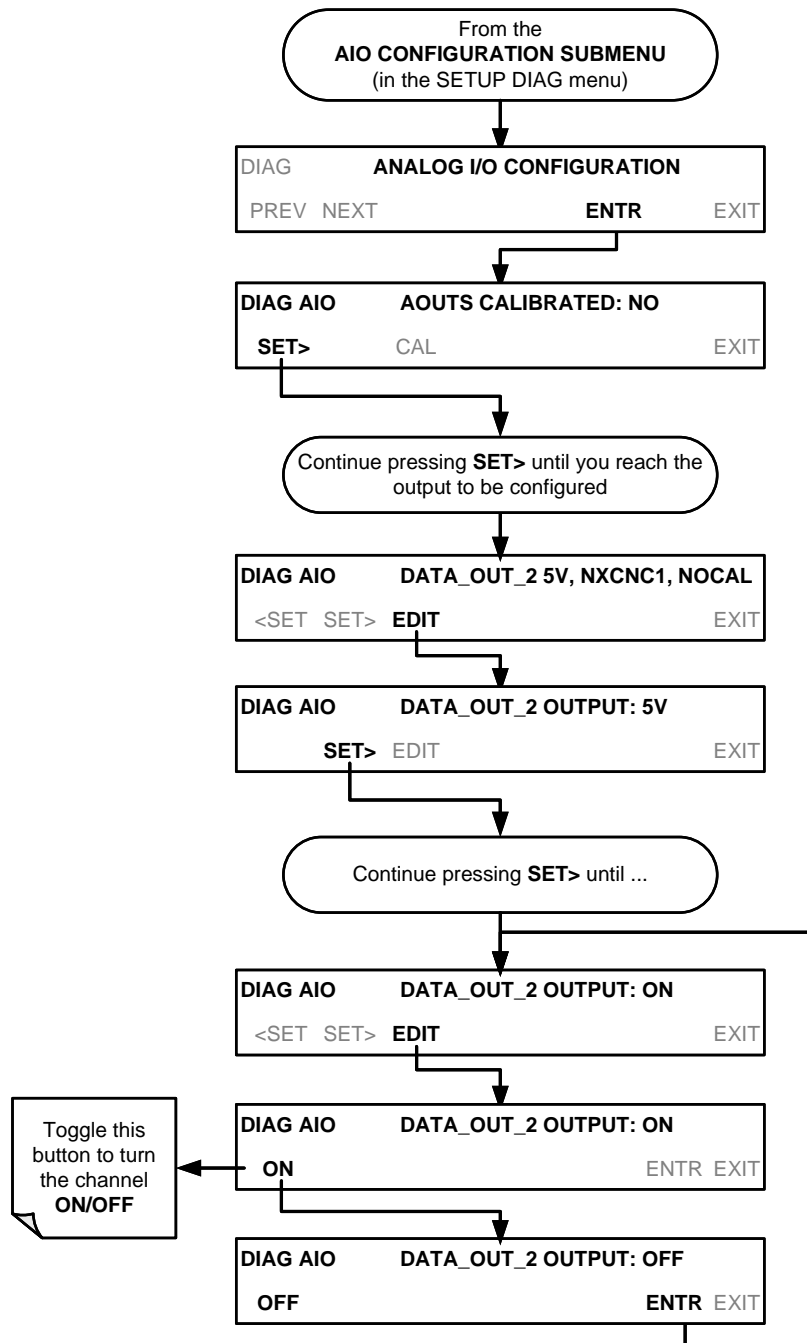 From the
AIO CONFIGURATION SUBMENU
(in the SETUP DIAG menu)
DIAG ANALOG I/O CONFIGURATION
PREV NEXT ENTR EXIT
DIAG AIO AOUTS CALIBRATED: NO
SET> CAL EXIT
Continue pressing SET> until you reach the
output to be configured
DIAG AIO DATA_OUT_2 5V, NXCNC1, NOCAL
<SET SET> EDIT EXIT
DIAG AIO DATA_OUT_2 OUTPUT: 5V
SET> EDIT EXIT
Continue pressing SET> until ...
DIAG AIO DATA_OUT_2 OUTPUT: ON
<SET SET> EDIT EXIT
Toggle this
button to turn
the channel
ON/OFF
DIAG AIO DATA_OUT_2 OUTPUT: ON
ON ENTR EXIT
DIAG AIO DATA_OUT_2 OUTPUT: OFF
OFF ENTR EXIT